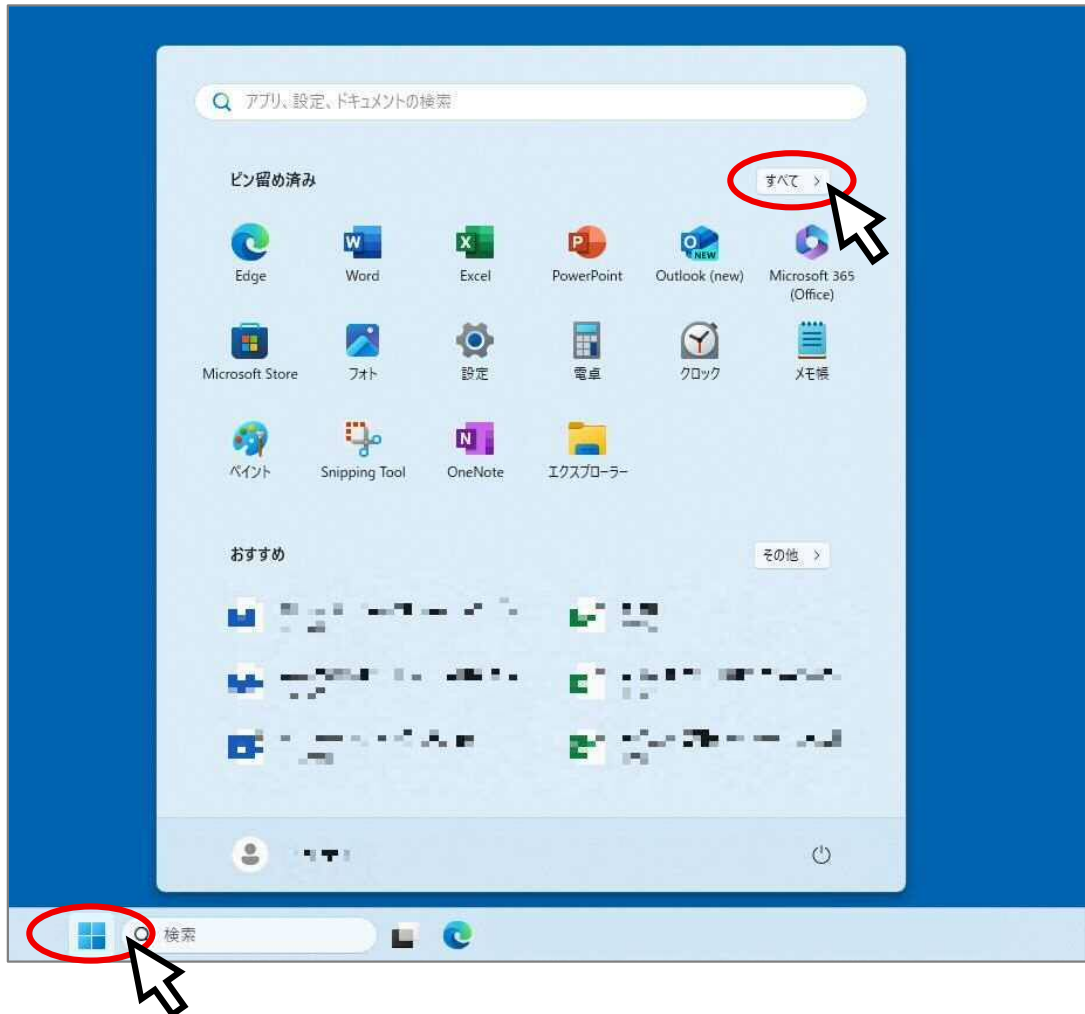 アプリ、設定、ドキュメントの検索
ピン留め済み
すべて >
Edge
Word
Excel
PowerPoint
Outlook (new)
Microsoft 365
(Office)
Microsoft Store
フォト
設定
電卓
クロック
メモ帳
ペイント
Snipping Tool
OneNote
エクスプローラー
おすすめ
その他 >
検索